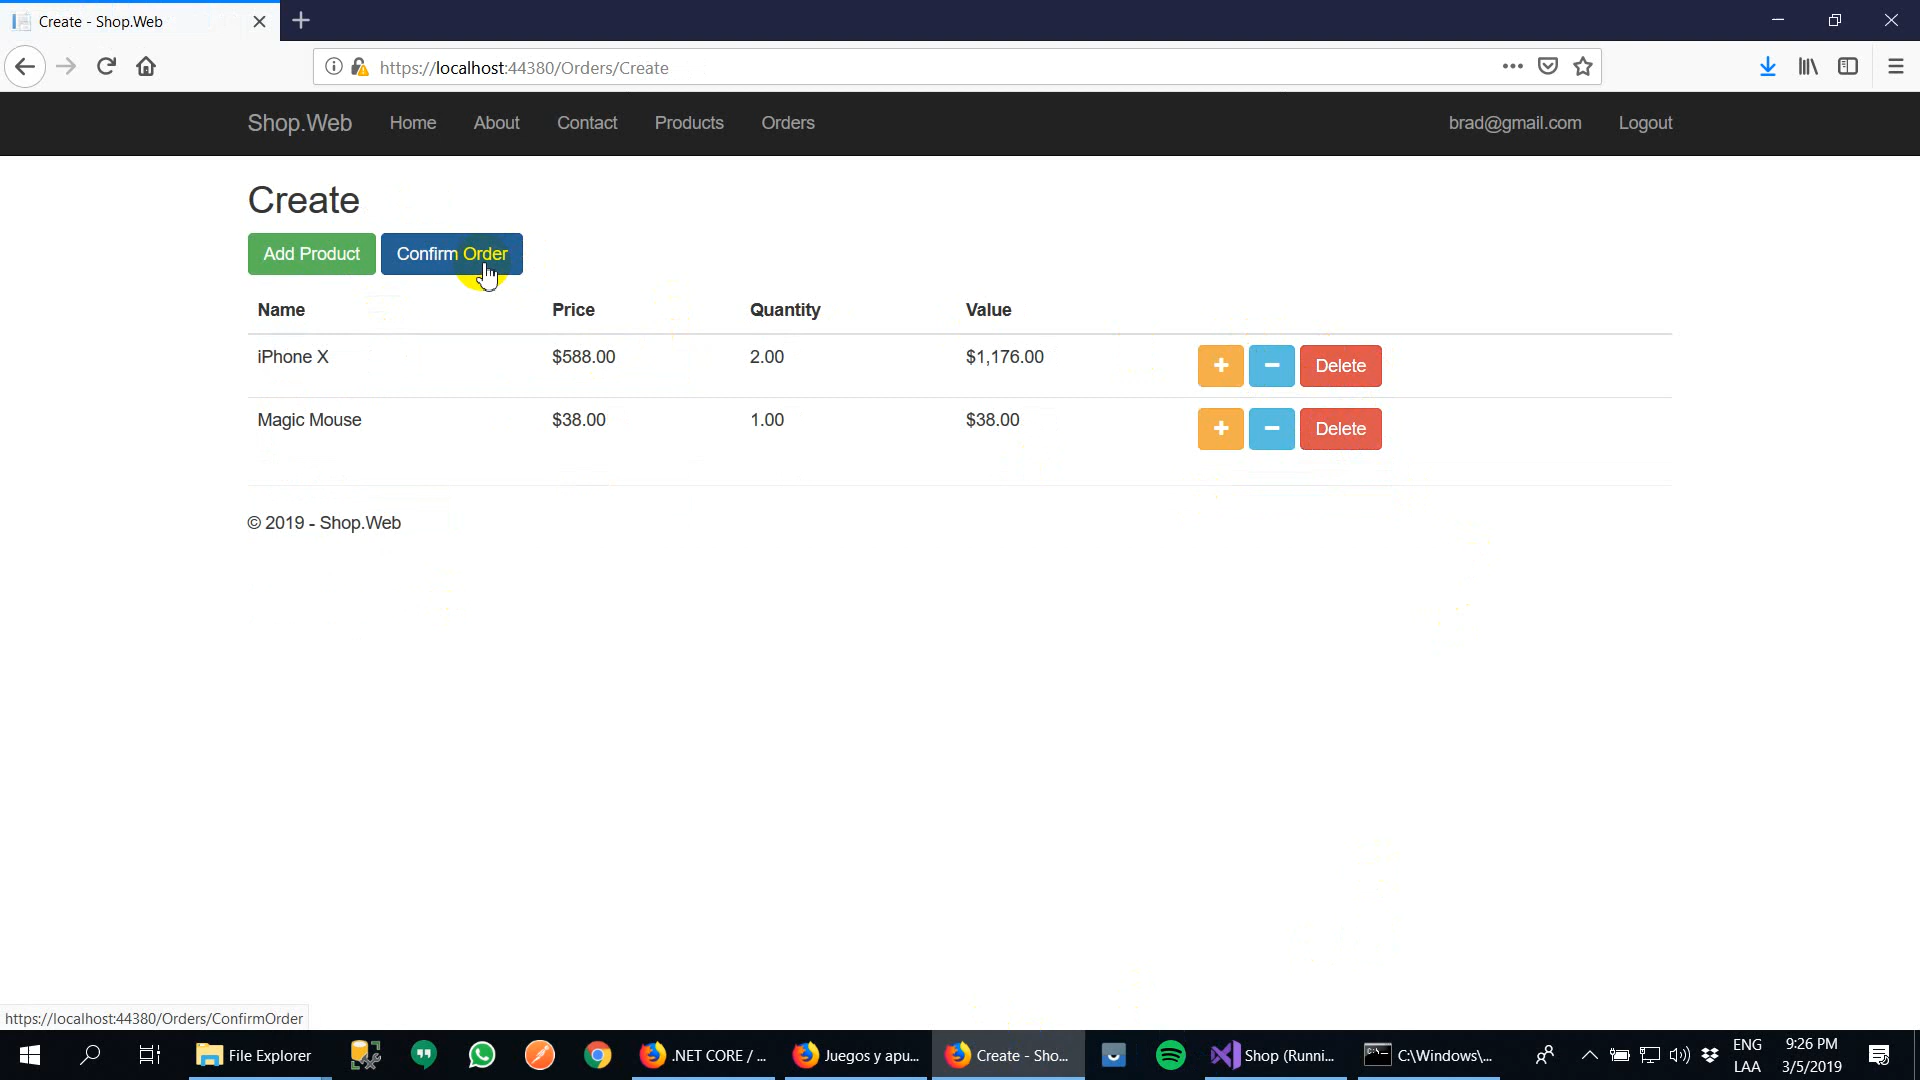 Create - Shop.Web
https://localhost:44380/Orders/Create
Shop.Web Home About Contact Products Orders brad@gmail.com Logout
Create
Add Product Confirm Order
Name Price Quantity Value
iPhone X $588.00 2.00 $1,176.00 Delete
Magic Mouse $38.00 1.00 $38.00 Delete
© 2019 - Shop.Web
https://localhost:44380/Orders/ConfirmOrder
File Explorer .NET CORE / ... Juegos y apu... Create - Sho... Shop (Runni... C:\Windows\... ENG 9:26 PM
LAA 3/5/2019